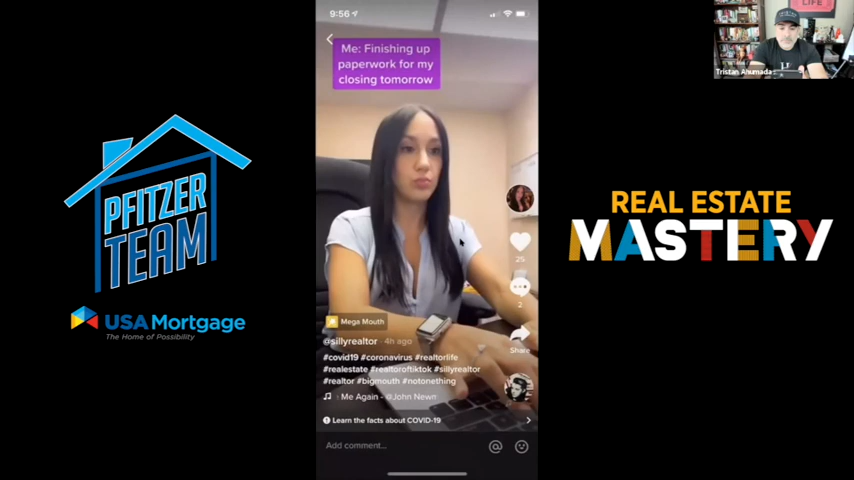 9:56
Me: Finishing up
paperwork for my
closing tomorrow
LIFE
Tristan Ahumada
PFITZER
TEAM
USA Mortgage
The Home of Possibility
REAL ESTATE
MASTERY
25
2
Share
Mega Mouth
@sillyrealtor · 4h ago
#covid19 #coronavirus #realtorlife
#realestate #realtoroftiktok #sillyrealtor
#realtor #bigmouth #notonething
Me Again - @John Newm
Learn the facts about COVID-19
Add comment...